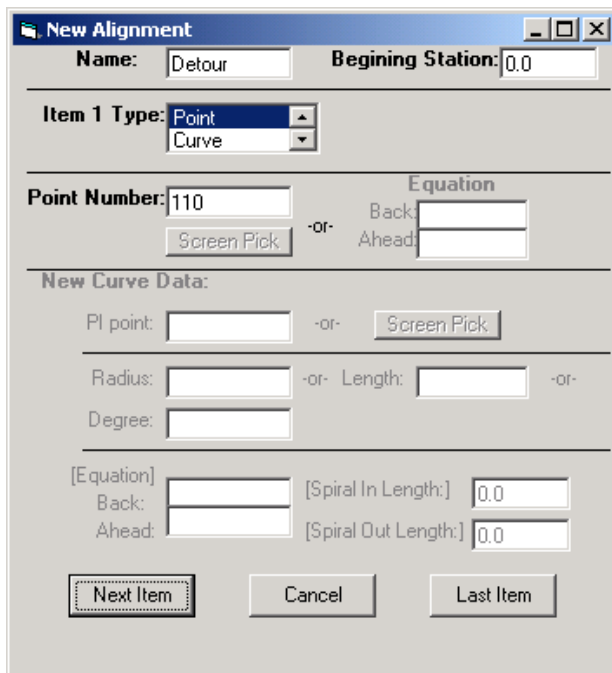 New Alignment
Name: Detour Begining Station: 0.0
Item 1 Type: Point
Curve
Equation
Point Number: 110 -or- Back:
Screen Pick Ahead:
New Curve Data:
PI point: -or- Screen Pick
Radius: -or- Length: -or-
Degree:
[Equation]
Back: [Spiral In Length:] 0.0
Ahead: [Spiral Out Length:] 0.0
Next Item Cancel Last Item